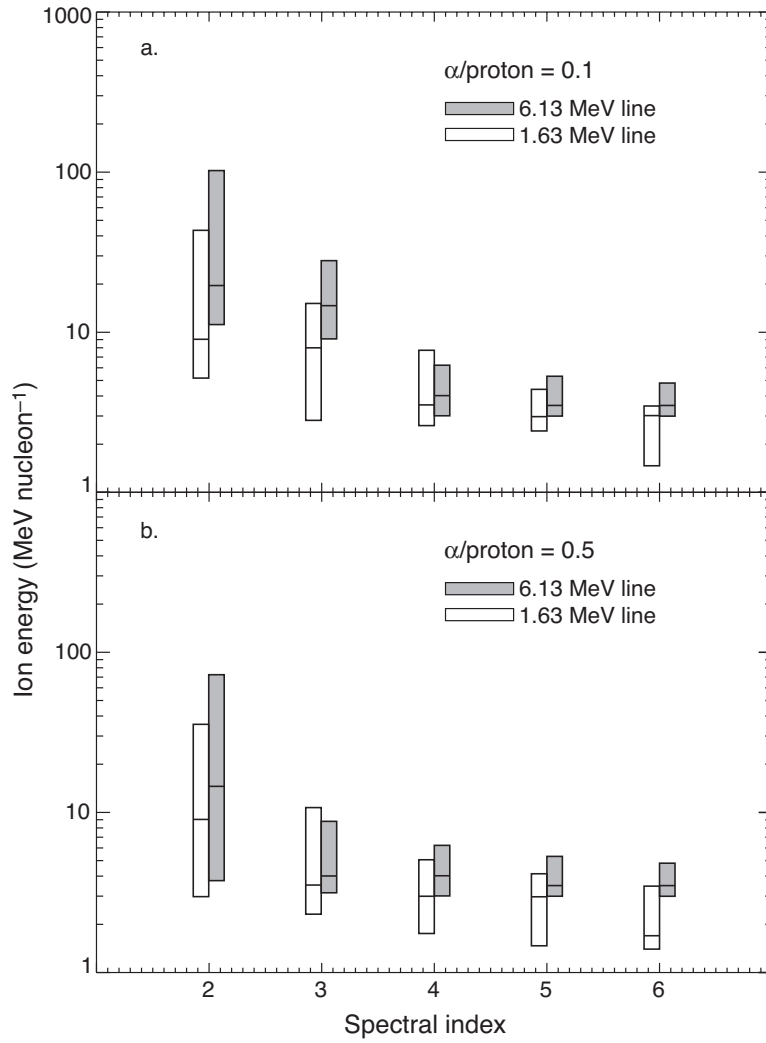 1000
a.
α/proton = 0.1
6.13 MeV line
1.63 MeV line
100
10
1
b.
α/proton = 0.5
6.13 MeV line
1.63 MeV line
100
10
1
2 3 4 5 6
Spectral index
Ion energy (MeV nucleon⁻¹)